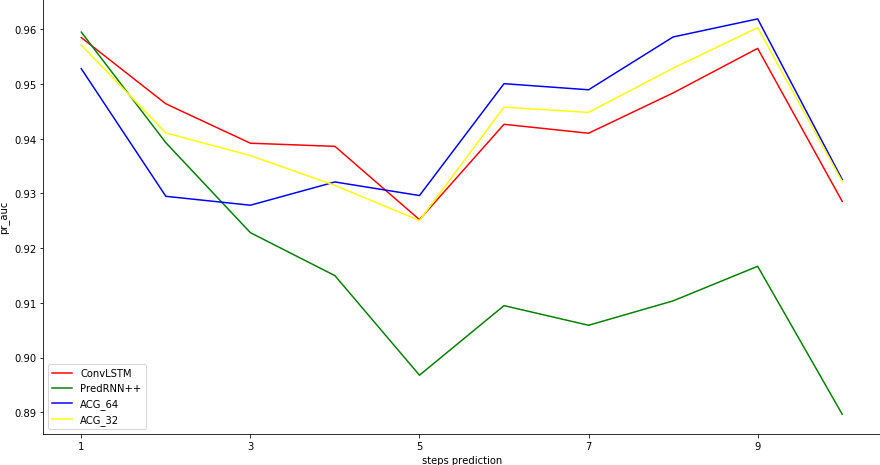 0.96
0.95
0.94
0.93
0.92
0.91
0.90
0.89
pr_auc
ConvLSTM
PredRNN++
ACG_64
ACG_32
1 3 5 7 9
steps prediction